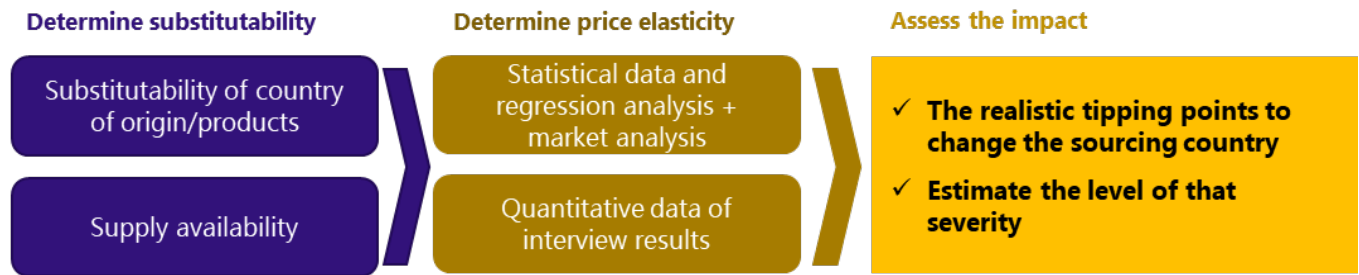 Determine substitutability
Substitutability of country
of origin/products
Supply availability
Determine price elasticity
Statistical data and
regression analysis +
market analysis
Quantitative data of
interview results
Assess the impact
✓ The realistic tipping points to
change the sourcing country
✓ Estimate the level of that
severity